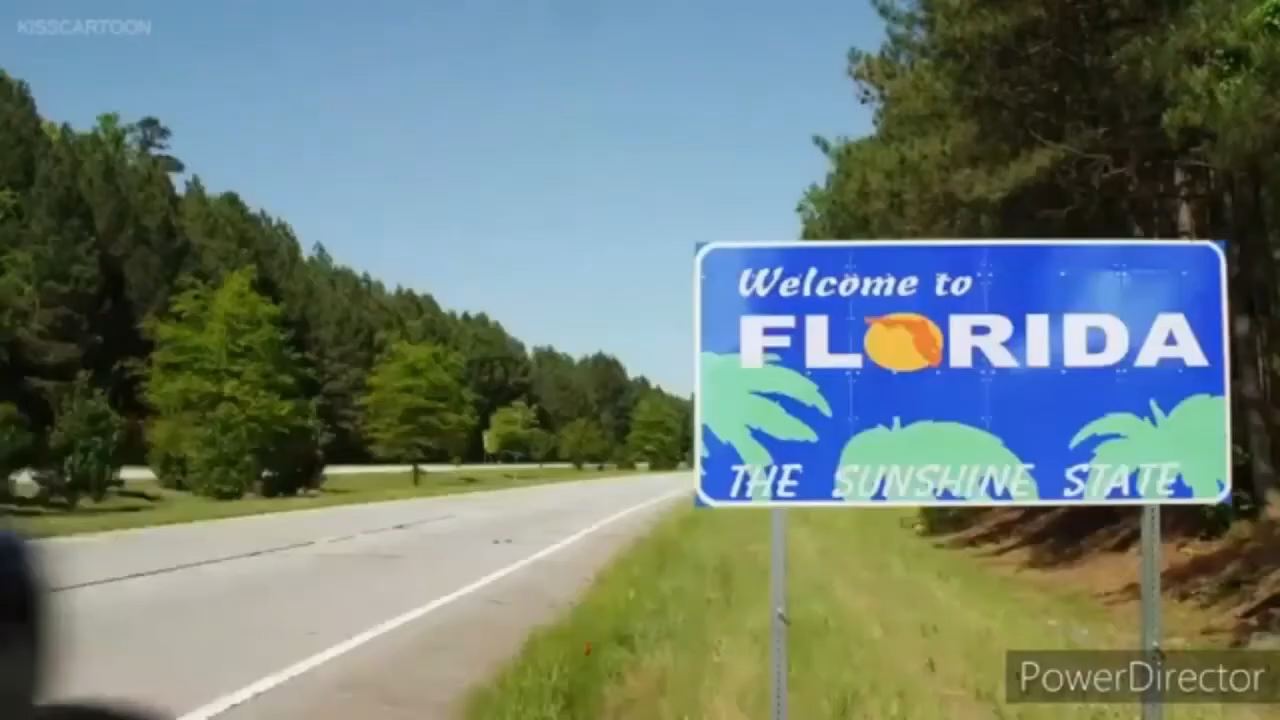 KISSCARTOON
Welcome to
FLORIDA
THE SUNSHINE STATE
PowerDirector